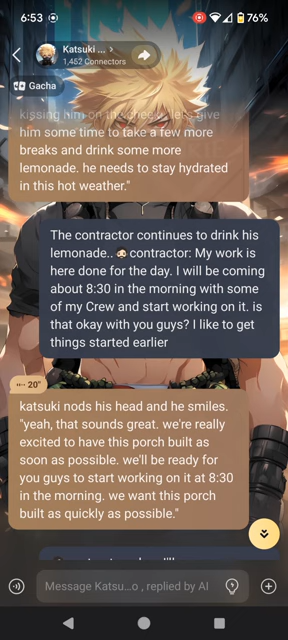 6:53
76%
Katsuki ... >
1,452 Connectors
Gacha
kissing him on the cheek. lets give
him some time to take a few more
breaks and drink some more
lemonade. he needs to stay hydrated
in this hot weather."
The contractor continues to drink his
lemonade..🧔🏻contractor: My work is
here done for the day. I will be coming
about 8:30 in the morning with some
of my Crew and start working on it. is
that okay with you guys? I like to get
things started earlier
20"
katsuki nods his head and he smiles.
"yeah, that sounds great. we're really
excited to have this porch built as
soon as possible. we'll be ready for
you guys to start working on it at 8:30
in the morning. we want this porch
built as quickly as possible."
Message Katsu...o , replied by AI